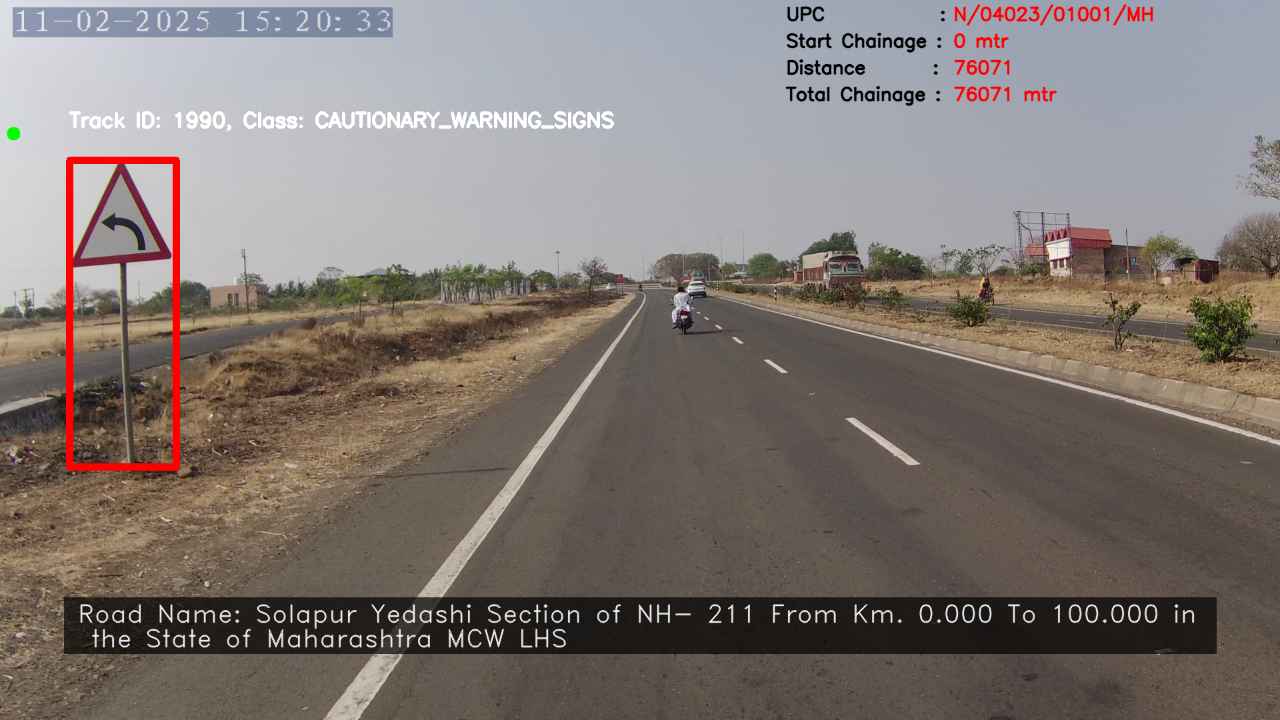 11-02-2025 15:20:33
UPC : N/04023/01001/MH
Start Chainage : 0 mtr
Distance : 76071
Total Chainage : 76071 mtr
Track ID: 1990, Class: CAUTIONARY_WARNING_SIGNS
Road Name: Solapur Yedashi Section of NH- 211 From Km. 0.000 To 100.000 in
the State of Maharashtra MCW LHS